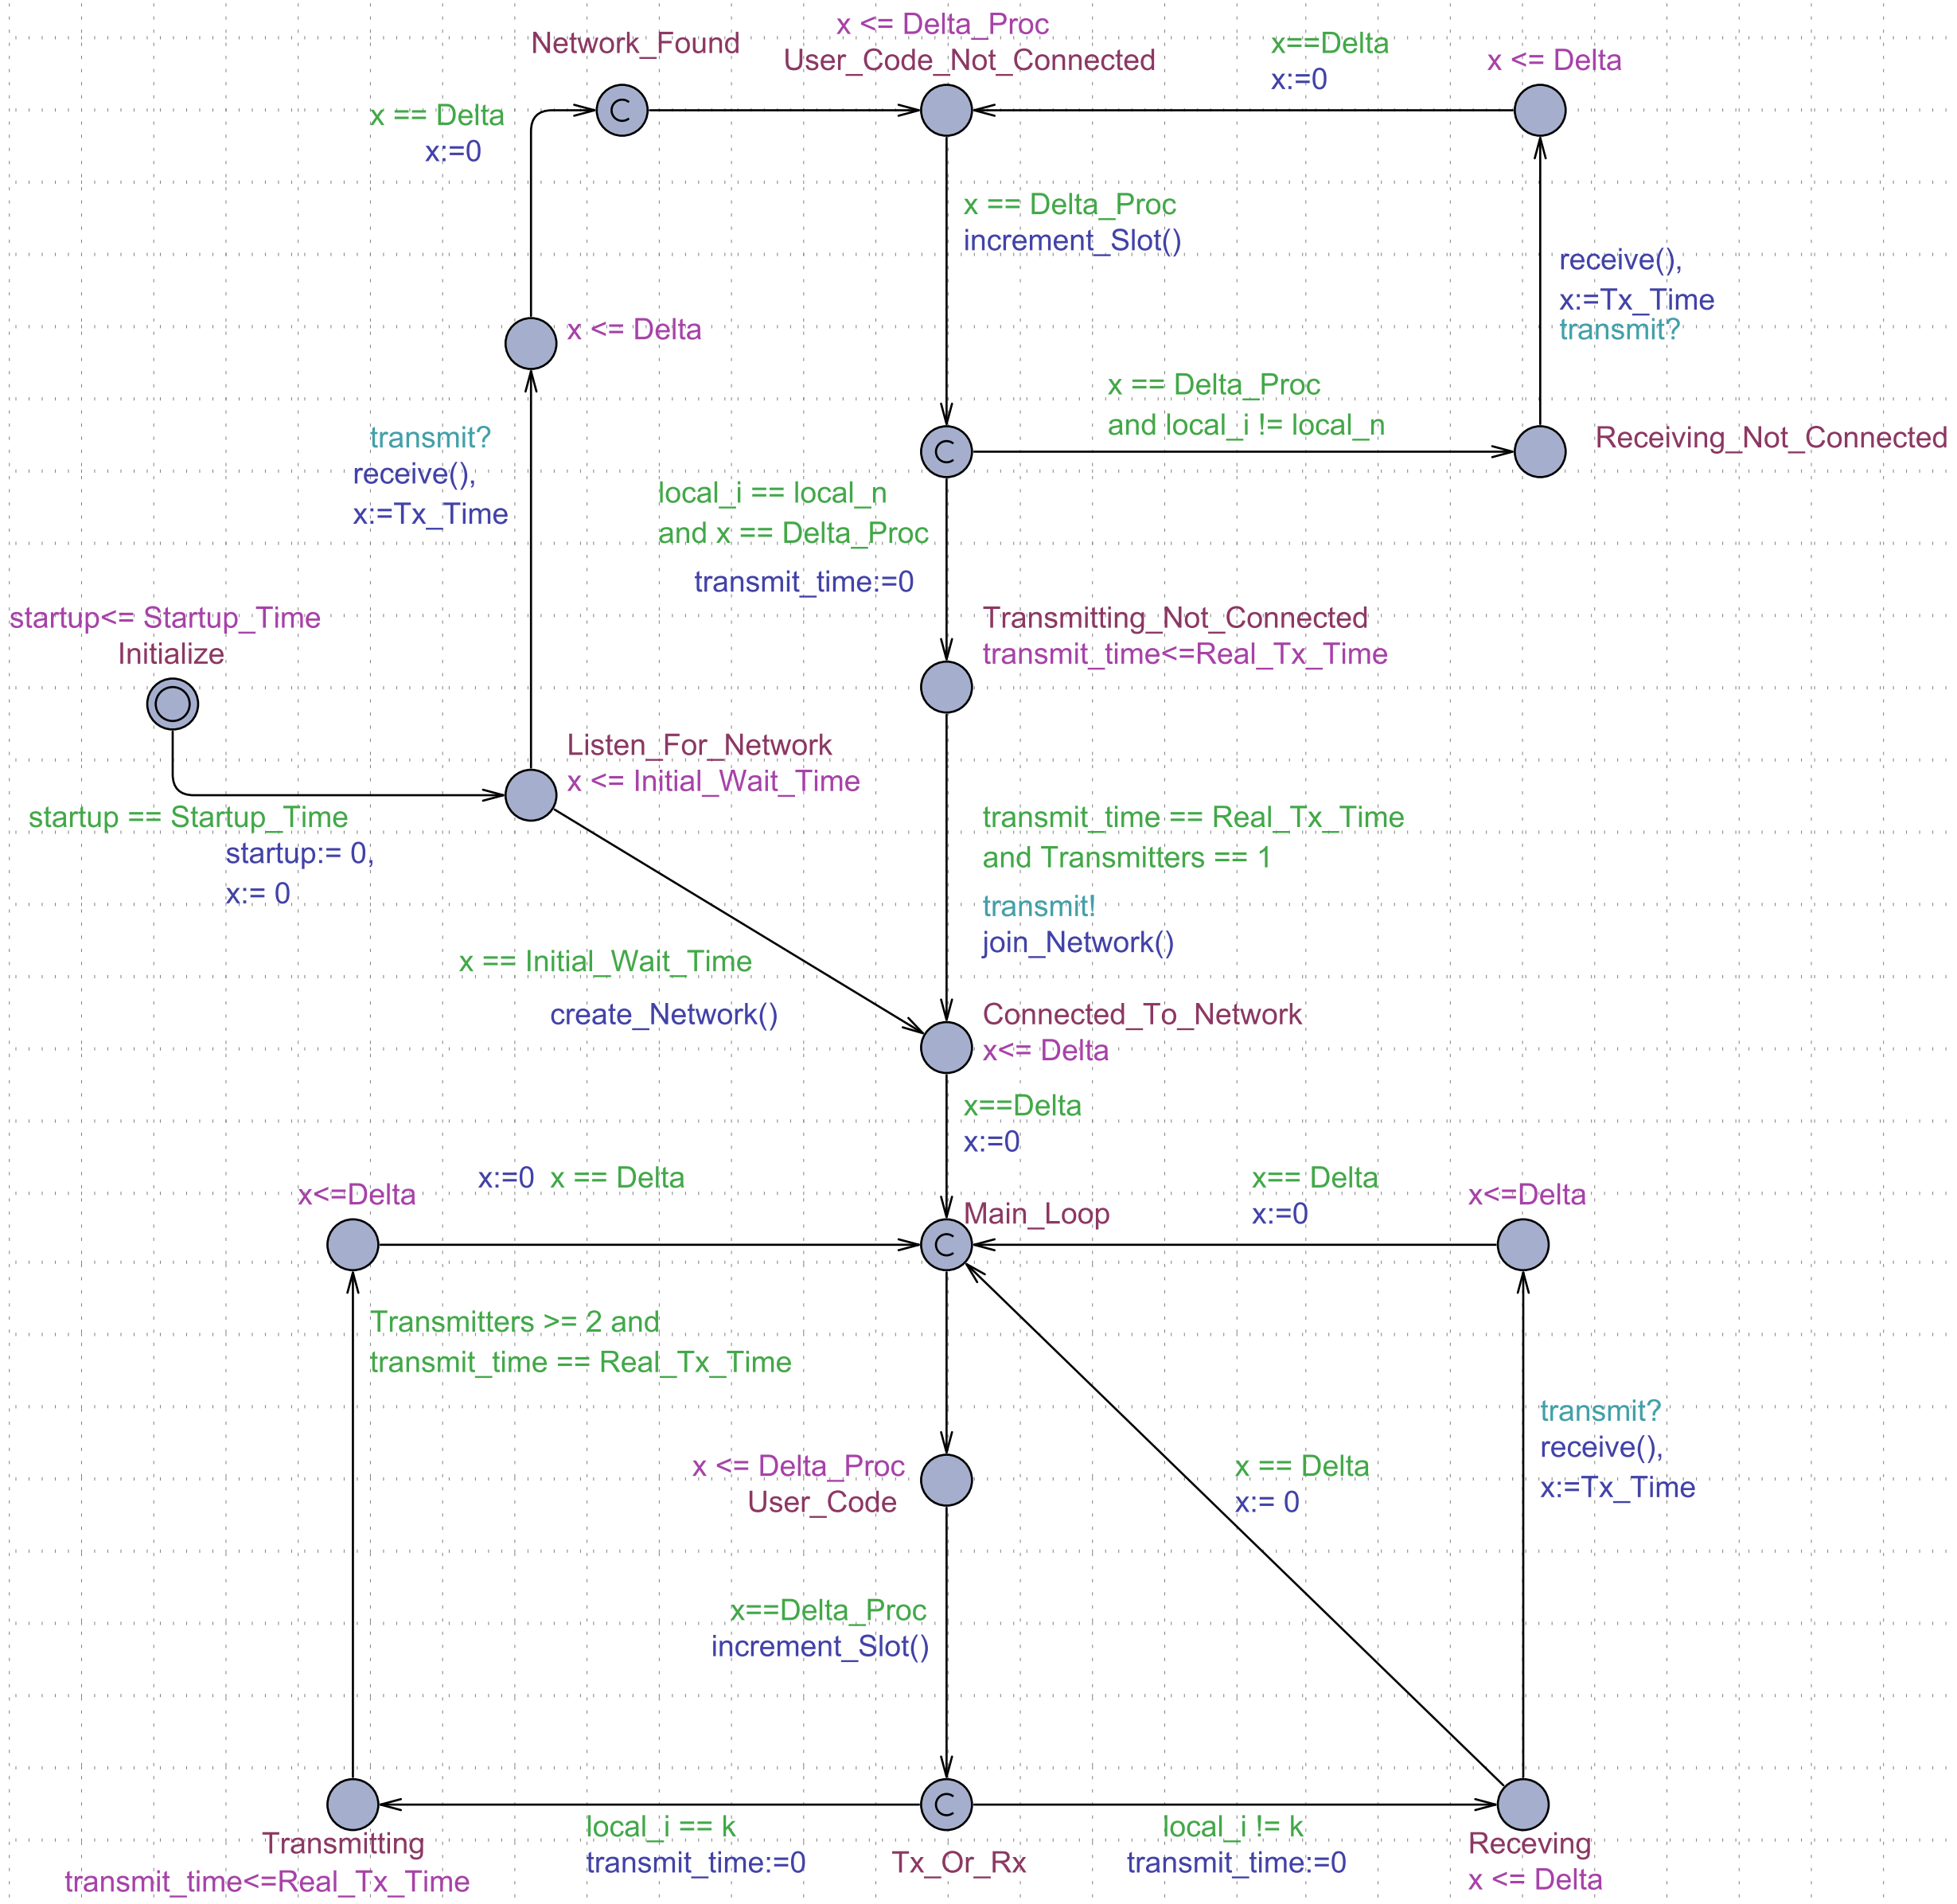 x <= Delta_Proc
Network_Found
User_Code_Not_Connected
x==Delta
x:=0
x <= Delta
x == Delta
x:=0
C
x == Delta_Proc
increment_Slot()
receive(),
x:=Tx_Time
transmit?
x <= Delta
x == Delta_Proc
and local_i != local_n
C
Receiving_Not_Connected
transmit?
receive(),
x:=Tx_Time
local_i == local_n
and x == Delta_Proc
transmit_time:=0
startup<= Startup_Time
Initialize
Transmitting_Not_Connected
transmit_time<=Real_Tx_Time
Listen_For_Network
x <= Initial_Wait_Time
startup == Startup_Time
startup:= 0,
x:= 0
transmit_time == Real_Tx_Time
and Transmitters == 1
transmit!
join_Network()
x == Initial_Wait_Time
create_Network()
Connected_To_Network
x<= Delta
x==Delta
x:=0
x<=Delta
x:=0 x == Delta
Main_Loop
C
x== Delta
x:=0
x<=Delta
Transmitters >= 2 and
transmit_time == Real_Tx_Time
transmit?
receive(),
x:=Tx_Time
x <= Delta_Proc
User_Code
x == Delta
x:= 0
x==Delta_Proc
increment_Slot()
C
Transmitting
transmit_time<=Real_Tx_Time
local_i == k
transmit_time:=0
Tx_Or_Rx
local_i != k
transmit_time:=0
Receving
x <= Delta